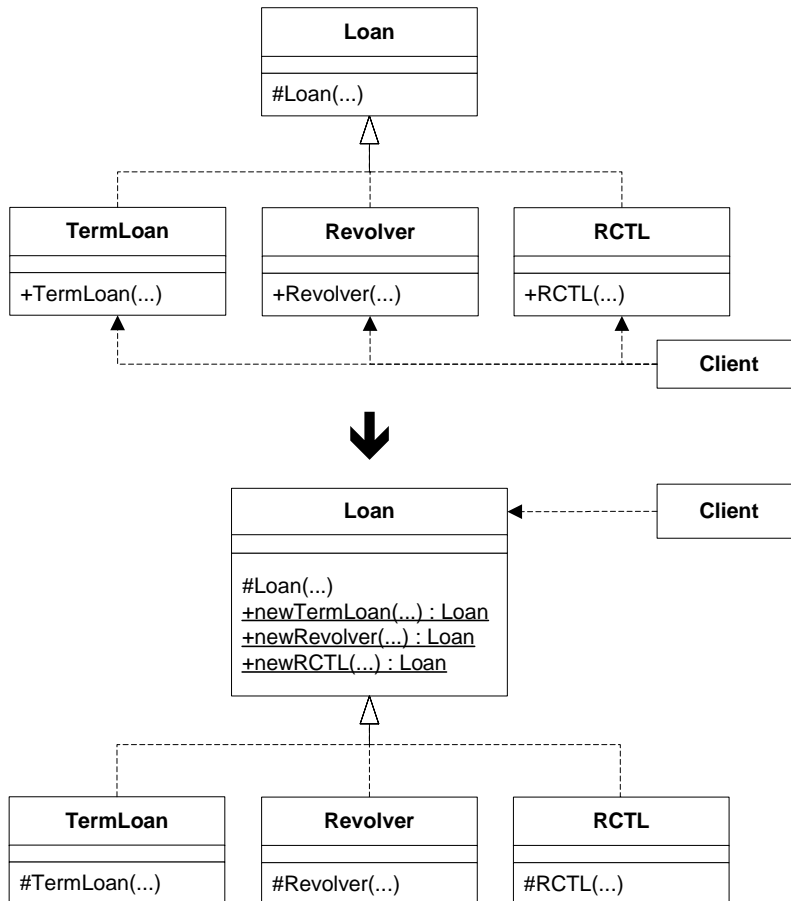 Loan
#Loan(...)
TermLoan
Revolver
RCTL
+TermLoan(...)
+Revolver(...)
+RCTL(...)
Client
Loan
Client
#Loan(...)
+newTermLoan(...) : Loan
+newRevolver(...) : Loan
+newRCTL(...) : Loan
TermLoan
Revolver
RCTL
#TermLoan(...)
#Revolver(...)
#RCTL(...)